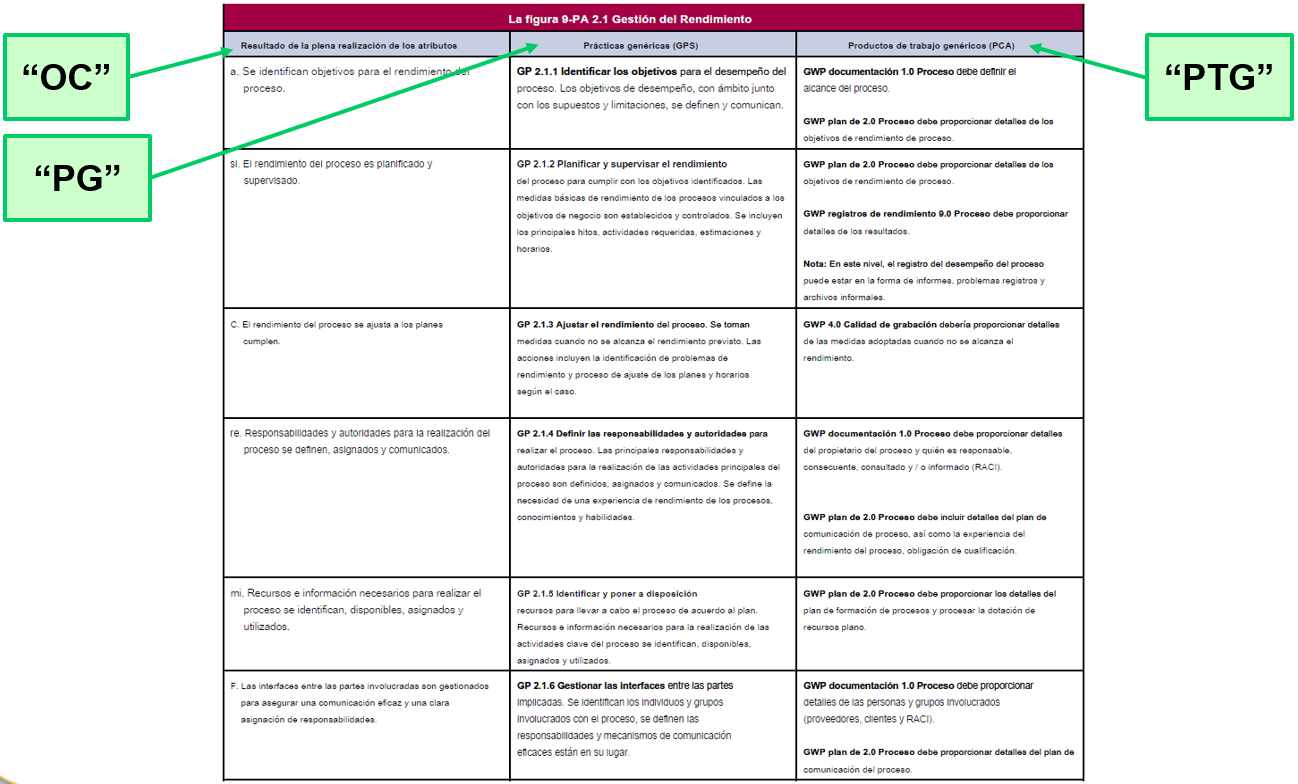 La figura 9-PA 2.1 Gestión del Rendimiento
Resultado de la plena realización de los atributos
Prácticas genéricas (GPS)
Productos de trabajo genéricos (PCA)
“OC”
“PG”
“PTG”
a. Se identifican objetivos para el rendimiento del
proceso.
GP 2.1.1 Identificar los objetivos para el desempeño del
proceso. Los objetivos de desempeño, con ámbito junto
con los supuestos y limitaciones, se definen y comunican.
GWP documentación 1.0 Proceso debe definir el
alcance del proceso.
GWP plan de 2.0 Proceso debe proporcionar detalles de los
objetivos de rendimiento de proceso.
si. El rendimiento del proceso es planificado y
supervisado.
GP 2.1.2 Planificar y supervisar el rendimiento
del proceso para cumplir con los objetivos identificados. Las
medidas básicas de rendimiento de los procesos vinculados a los
objetivos de negocio son establecidos y controlados. Se incluyen
los principales hitos, actividades requeridas, estimaciones y
horarios.
GWP plan de 2.0 Proceso debe proporcionar detalles de los
objetivos de rendimiento de proceso.
GWP registros de rendimiento 9.0 Proceso debe proporcionar
detalles de los resultados.
Nota: En este nivel, el registro del desempeño del proceso
puede estar en la forma de informes, problemas registros y
archivos informales.
C. El rendimiento del proceso se ajusta a los planes
cumplen.
GP 2.1.3 Ajustar el rendimiento del proceso. Se toman
medidas cuando no se alcanza el rendimiento previsto. Las
acciones incluyen la identificación de problemas de
rendimiento y proceso de ajuste de los planes y horarios
según el caso.
GWP 4.0 Calidad de grabación debería proporcionar detalles
de las medidas adoptadas cuando no se alcanza el
rendimiento.
re. Responsabilidades y autoridades para la realización del
proceso se definen, asignados y comunicados.
GP 2.1.4 Definir las responsabilidades y autoridades para
realizar el proceso. Las principales responsabilidades y
autoridades para la realización de las actividades principales del
proceso son definidos, asignados y comunicados. Se define la
necesidad de una experiencia de rendimiento de los procesos,
conocimientos y habilidades.
GWP documentación 1.0 Proceso debe proporcionar detalles
del propietario del proceso y quién es responsable,
consecuente, consultado y / o informado (RACI).
GWP plan de 2.0 Proceso debe incluir detalles del plan de
comunicación de proceso, así como la experiencia del
rendimiento del proceso, obligación de cualificación.
mi. Recursos e información necesarios para realizar el
proceso se identifican, disponibles, asignados y
utilizados.
GP 2.1.5 Identificar y poner a disposición
recursos para llevar a cabo el proceso de acuerdo al plan.
Recursos e información necesarios para la realización de las
actividades clave del proceso se identifican, disponibles,
asignados y utilizados.
GWP plan de 2.0 Proceso debe proporcionar los detalles del
plan de formación de procesos y procesar la dotación de
recursos plano.
F. Las interfaces entre las partes involucradas son gestionados
para asegurar una comunicación eficaz y una clara
asignación de responsabilidades.
GP 2.1.6 Gestionar las interfaces entre las partes
implicadas. Se identifican los individuos y grupos
involucrados con el proceso, se definen las
responsabilidades y mecanismos de comunicación
eficaces están en su lugar.
GWP documentación 1.0 Proceso debe proporcionar
detalles de las personas y grupos involucrados
(proveedores, clientes y RACI).
GWP plan de 2.0 Proceso debe proporcionar detalles del plan de
comunicación del proceso.